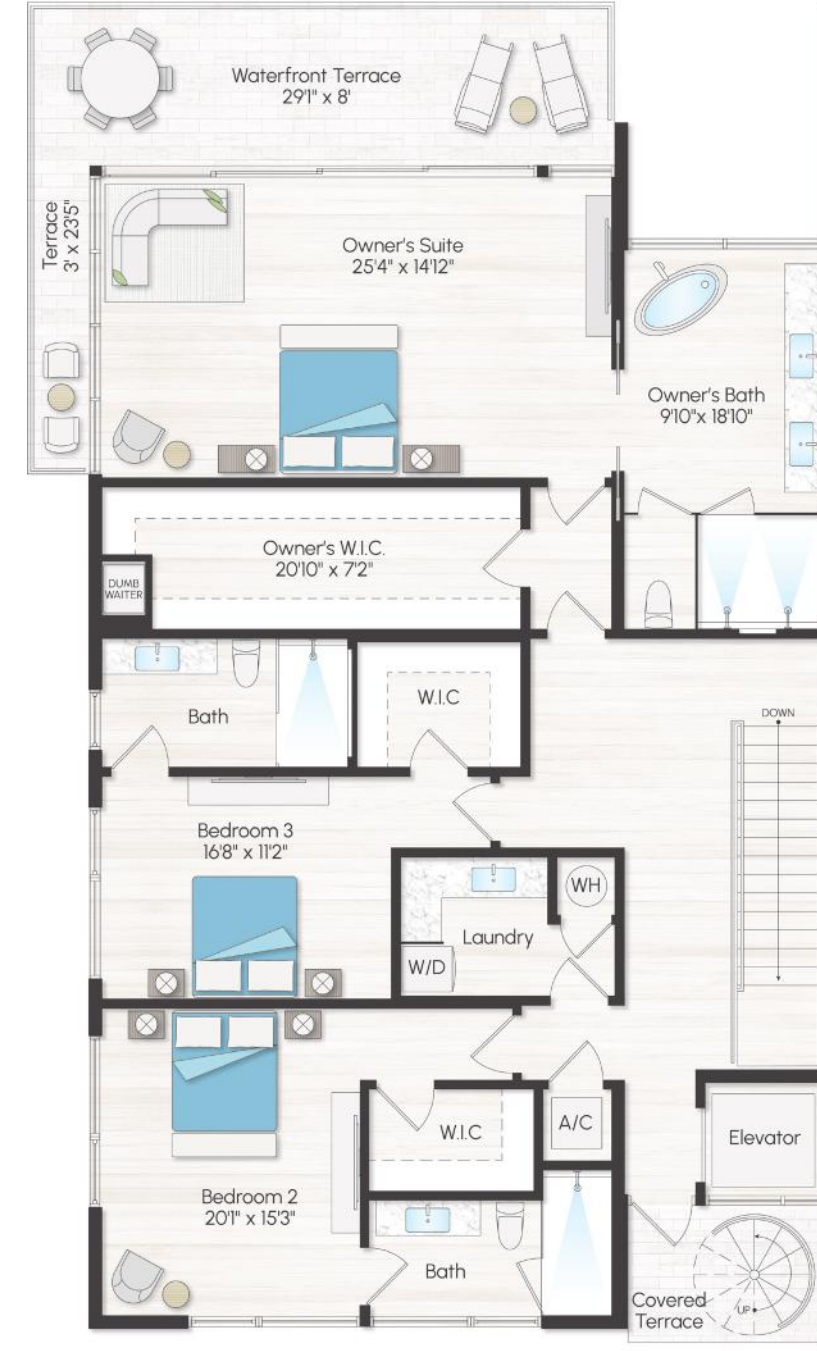 Waterfront Terrace
29'1" x 8'
Terrace
3' x 23'5"
Owner's Suite
25'4" x 14'12"
Owner's Bath
9'10"x 18'10"
Owner's W.I.C.
20'10" x 7'2"
DUMB
WAITER
W.I.C
Bath
DOWN
Bedroom 3
16'8" x 11'2"
WH
Laundry
W/D
A/C
W.I.C
Elevator
Bedroom 2
20'1" x 15'3"
Bath
Covered
Terrace
UP